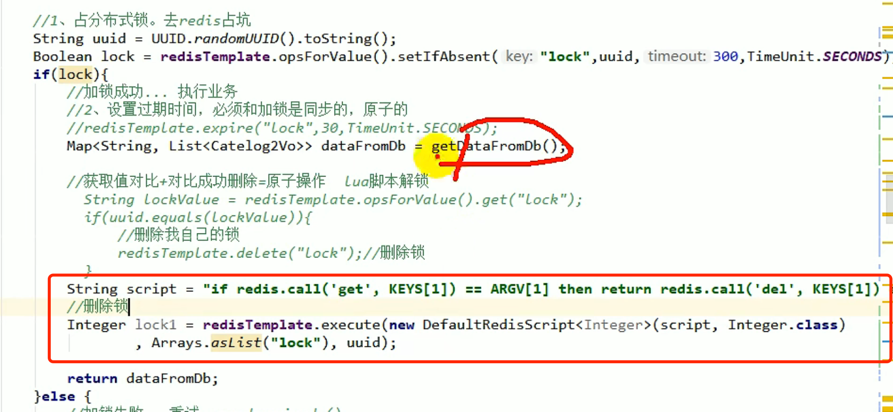 //1、占分布式锁。去redis占坑
String uuid = UUID.randomUUID().toString();
Boolean lock = redisTemplate.opsForValue().setIfAbsent( key: "lock",uuid, timeout: 300,TimeUnit.SECONDS)
if(lock){
//加锁成功... 执行业务
//2、设置过期时间，必须和加锁是同步的，原子的
//redisTemplate.expire("lock",30,TimeUnit.SECONDS);
Map<String, List<Catelog2Vo>> dataFromDb = getDataFromDb();
//获取值对比+对比成功删除=原子操作 lua脚本解锁
String lockValue = redisTemplate.opsForValue().get("lock");
if(uuid.equals(lockValue)){
//删除我自己的锁
redisTemplate.delete("lock");//删除锁
}
String script = "if redis.call('get', KEYS[1]) == ARGV[1] then return redis.call('del', KEYS[1])
//删除锁
Integer lock1 = redisTemplate.execute(new DefaultRedisScript<Integer>(script, Integer.class)
, Arrays.asList("lock"), uuid);
return dataFromDb;
}else {